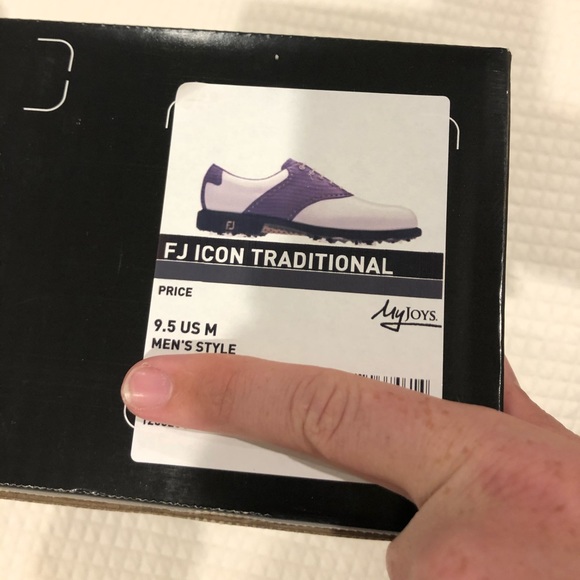 FJ ICON TRADITIONAL
PRICE
MyJoys.
9.5 US M
MEN'S STYLE